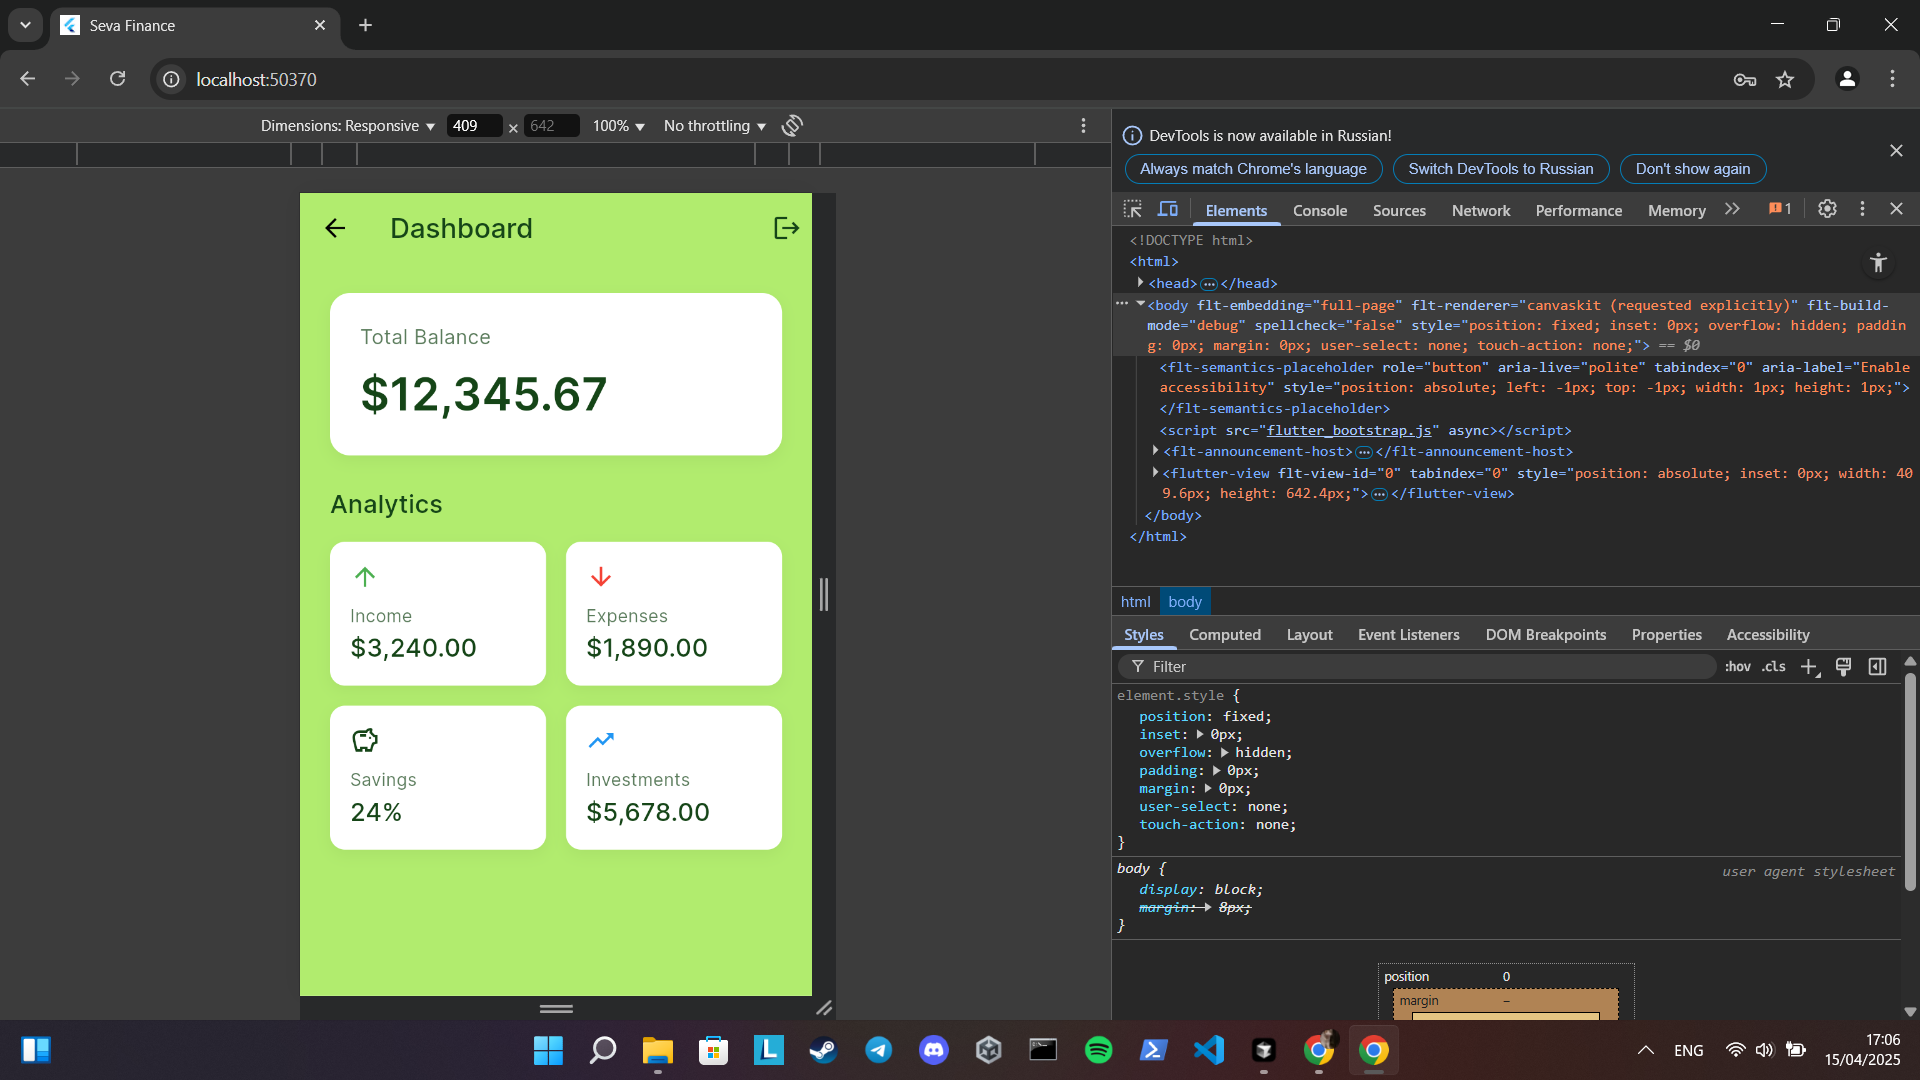 Seva Finance
localhost:50370
Dimensions: Responsive 409 × 642 100% No throttling
DevTools is now available in Russian!
Always match Chrome's language Switch DevTools to Russian Don't show again
Elements Console Sources Network Performance Memory 1
Dashboard
Total Balance
$12,345.67
Analytics
Income
$3,240.00
Expenses
$1,890.00
Savings
24%
Investments
$5,678.00
<!DOCTYPE html>
<html>
<head> ••• </head>
••• <body flt-embedding="full-page" flt-renderer="canvaskit (requested explicitly)" flt-build-
mode="debug" spellcheck="false" style="position: fixed; inset: 0px; overflow: hidden; paddin
g: 0px; margin: 0px; user-select: none; touch-action: none;"> == $0
<flt-semantics-placeholder role="button" aria-live="polite" tabindex="0" aria-label="Enable
accessibility" style="position: absolute; left: -1px; top: -1px; width: 1px; height: 1px;">
</flt-semantics-placeholder>
<script src="flutter_bootstrap.js" async></script>
<flt-announcement-host> ••• </flt-announcement-host>
<flutter-view flt-view-id="0" tabindex="0" style="position: absolute; inset: 0px; width: 40
9.6px; height: 642.4px;"> ••• </flutter-view>
</body>
</html>
html body
Styles Computed Layout Event Listeners DOM Breakpoints Properties Accessibility
Filter :hov .cls
element.style {
position: fixed;
inset: 0px;
overflow: hidden;
padding: 0px;
margin: 0px;
user-select: none;
touch-action: none;
}
body { user agent stylesheet
display: block;
margin: 8px;
}
position 0
margin –
ENG
17:06
15/04/2025